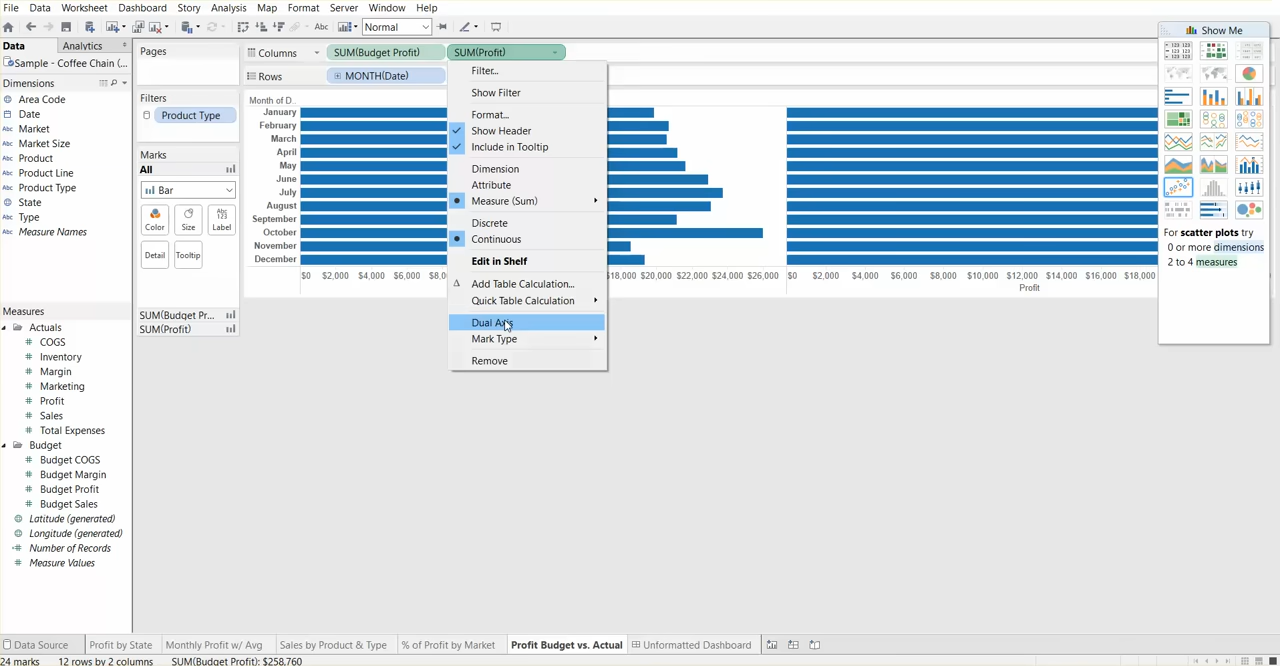 File Data Worksheet Dashboard Story Analysis Map Format Server Window Help
Abc Normal
Show Me
Data Analytics
Sample - Coffee Chain (...
Dimensions
Area Code
Date
Abc Market
Abc Market Size
Abc Product
Abc Product Line
Abc Product Type
State
Abc Type
Abc Measure Names
Measures
Actuals
# COGS
# Inventory
# Margin
# Marketing
# Profit
# Sales
# Total Expenses
Budget
# Budget COGS
# Budget Margin
# Budget Profit
# Budget Sales
Latitude (generated)
Longitude (generated)
# Number of Records
# Measure Values
Pages
Filters
Product Type
Marks
All
Bar
Color Size Label
Detail Tooltip
SUM(Budget Pr...
SUM(Profit)
Columns SUM(Budget Profit) SUM(Profit)
Rows MONTH(Date)
Month of D..
January
February
March
April
May
June
July
August
September
October
November
December
$0 $2,000 $4,000 $6,000 $18,000 $20,000 $22,000 $24,000 $26,000 $0 $2,000 $4,000 $6,000 $8,000 $10,000 $12,000 $14,000 $16,000 $18,000
Profit
Filter...
Show Filter
Format...
Show Header
Include in Tooltip
Dimension
Attribute
Measure (Sum)
Discrete
Continuous
Edit in Shelf
Add Table Calculation...
Quick Table Calculation
Dual Axis
Mark Type
Remove
For scatter plots try
0 or more dimensions
2 to 4 measures
Data Source Profit by State Monthly Profit w/ Avg Sales by Product & Type % of Profit by Market Profit Budget vs. Actual Unformatted Dashboard
24 marks 12 rows by 2 columns SUM(Budget Profit): $258,760